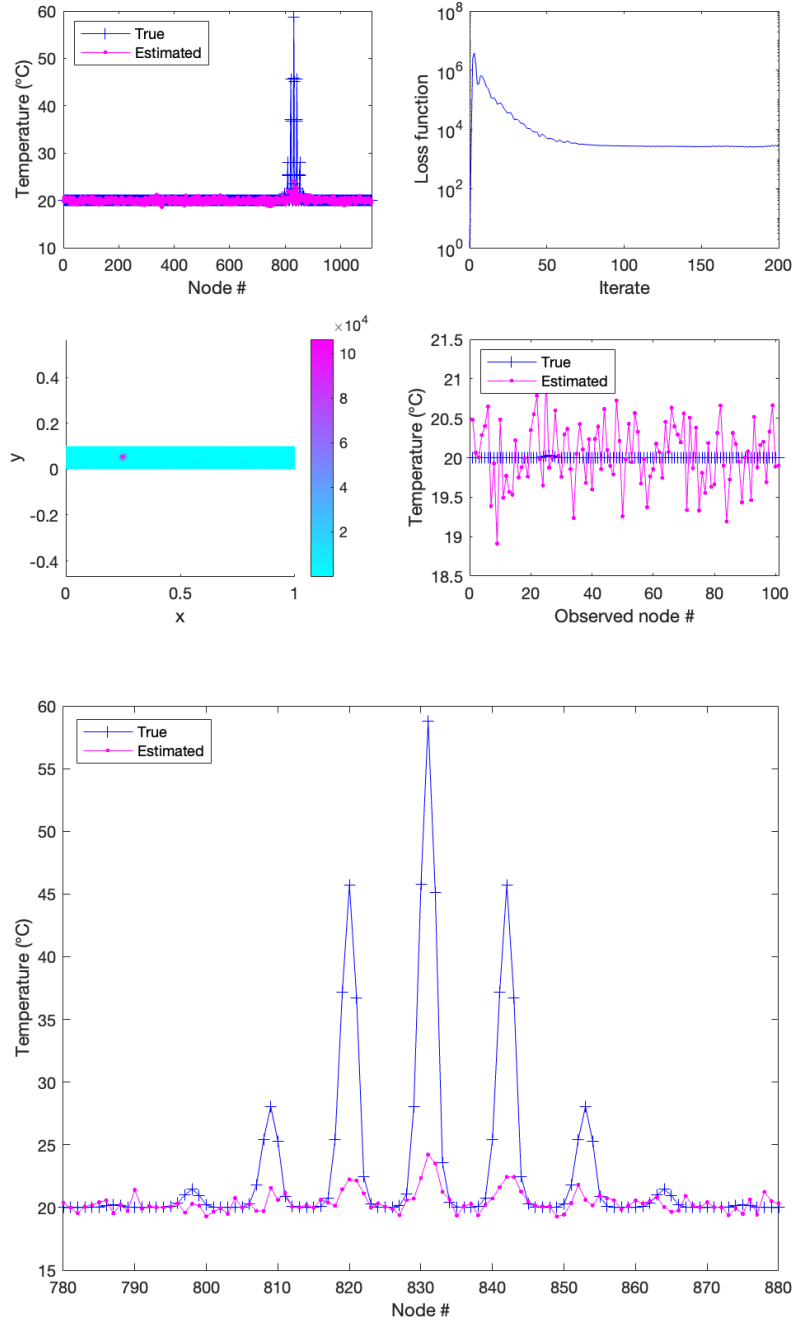 60
50
40
30
20
10
Temperature (°C)
True
Estimated
0 200 400 600 800 1000
Node #
10^8
10^6
10^4
10^2
10^0
Loss function
0 50 100 150 200
Iterate
0.4
0.2
0
-0.2
-0.4
y
0 0.5 1
x
×10^4
10
8
6
4
2
21.5
21
20.5
20
19.5
19
18.5
Temperature (°C)
True
Estimated
0 20 40 60 80 100
Observed node #
60
55
50
45
40
35
30
25
20
15
Temperature (°C)
True
Estimated
780 790 800 810 820 830 840 850 860 870 880
Node #